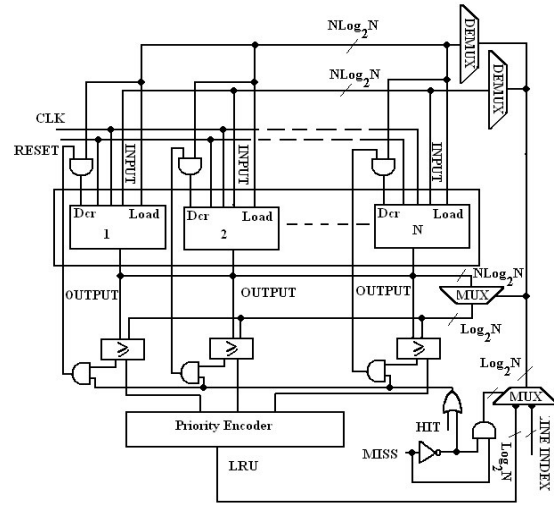 NLog2N
DEMUX
NLog2N
DEMUX
CLK
RESET
INPUT
INPUT
INPUT
Dcr Load
1
Dcr Load
2
Dcr Load
N
OUTPUT
OUTPUT
OUTPUT
NLog2N
MUX
Log2N
≥
≥
≥
Log2N
MUX
HIT
Priority Encoder
MISS
LRU
Log2N
LINE INDEX